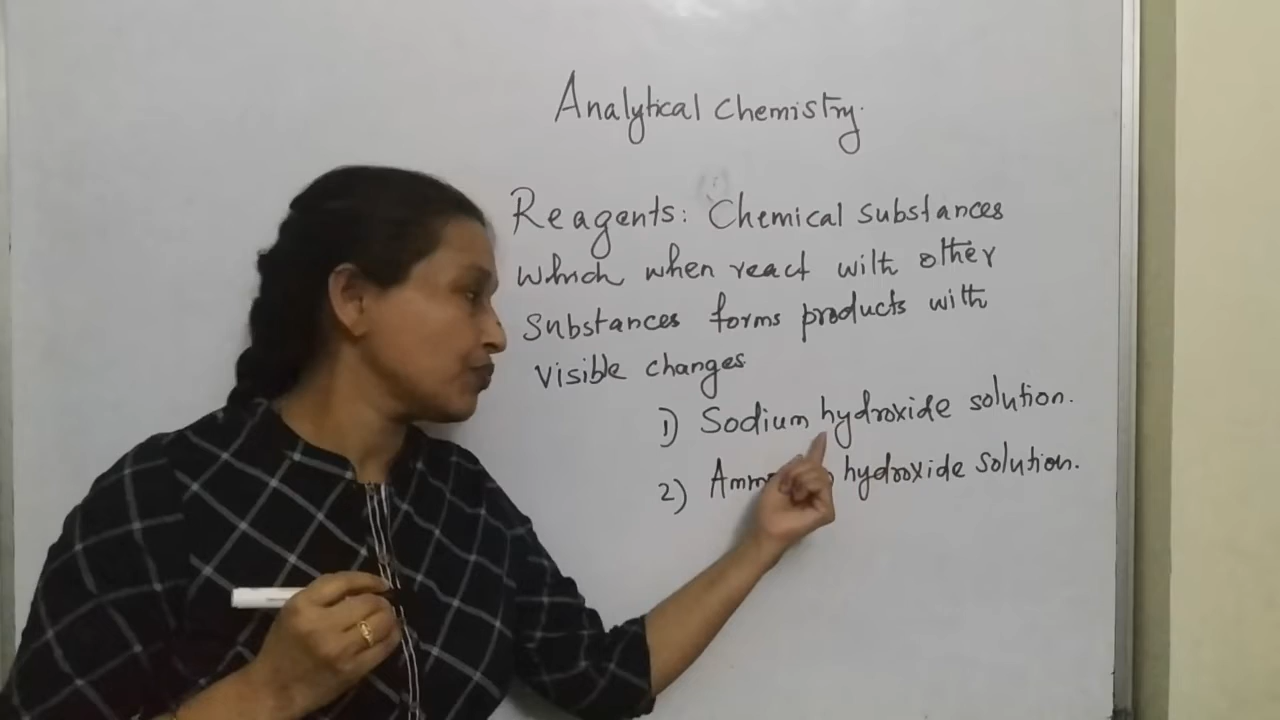 Analytical Chemistry.
Reagents: Chemical substances
which when react with other
substances forms products with
visible changes
1) Sodium hydroxide solution.
2) hydroxide solution.